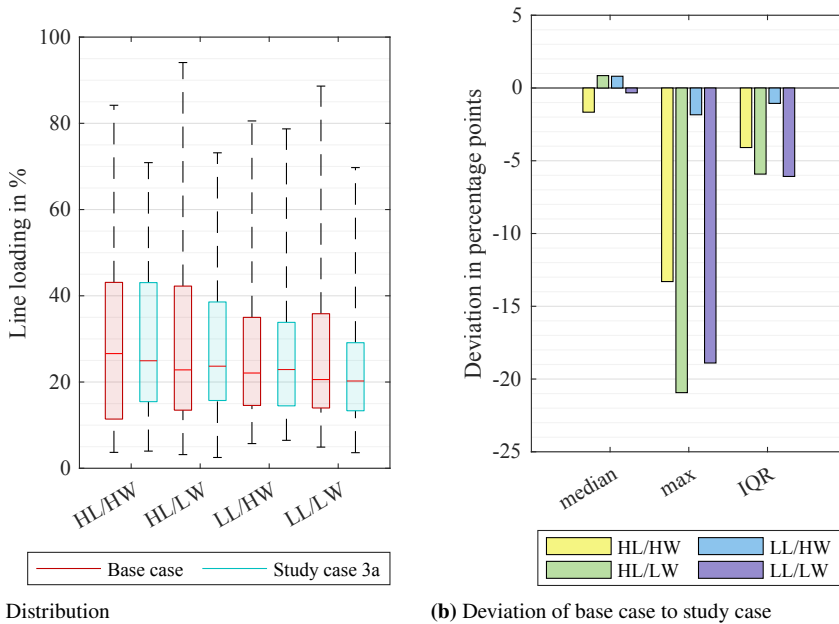 100
80
60
40
20
0
Line loading in %
HL/HW
HL/LW
LL/HW
LL/LW
Base case
Study case 3a
Distribution
5
0
-5
-10
-15
-20
-25
Deviation in percentage points
median
max
IQR
HL/HW
LL/HW
HL/LW
LL/LW
(b) Deviation of base case to study case